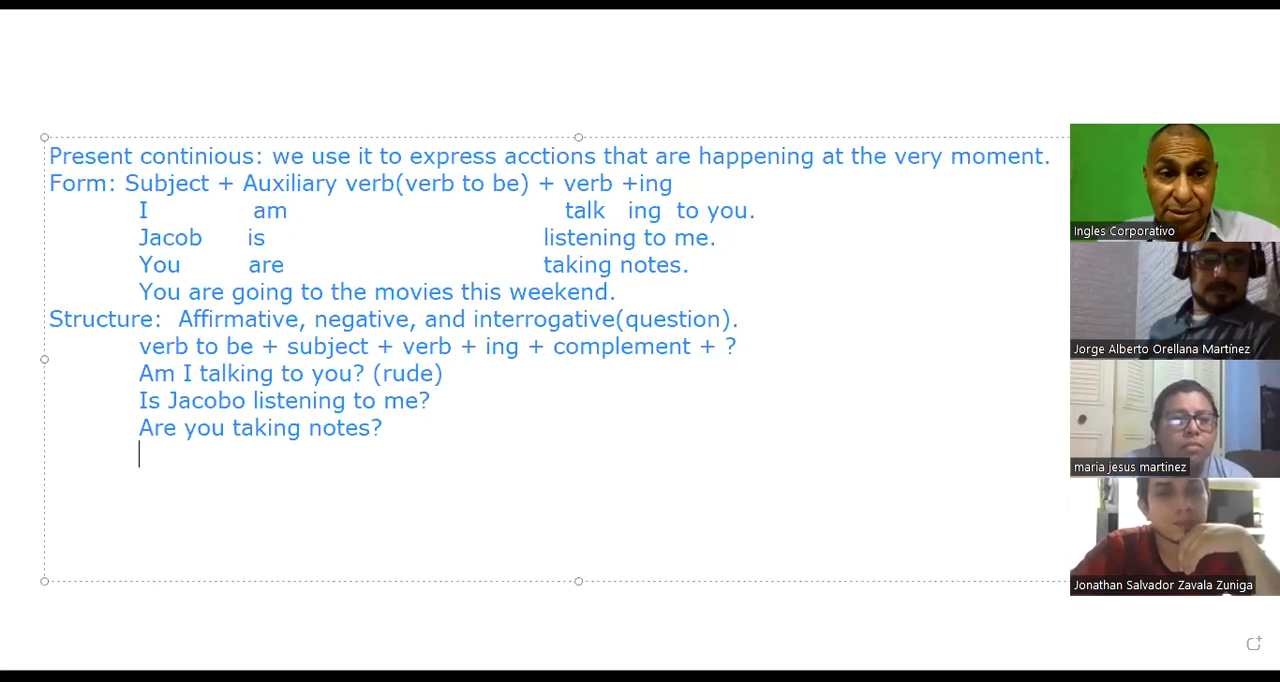 Present continious: we use it to express acctions that are happening at the very moment.
Form: Subject + Auxiliary verb(verb to be) + verb +ing
I am talk ing to you.
Jacob is listening to me.
You are taking notes.
You are going to the movies this weekend.
Structure: Affirmative, negative, and interrogative(question).
verb to be + subject + verb + ing + complement + ?
Am I talking to you? (rude)
Is Jacobo listening to me?
Are you taking notes?
Ingles Corporativo
Jorge Alberto Orellana Martínez
maria jesus martinez
Jonathan Salvador Zavala Zuniga